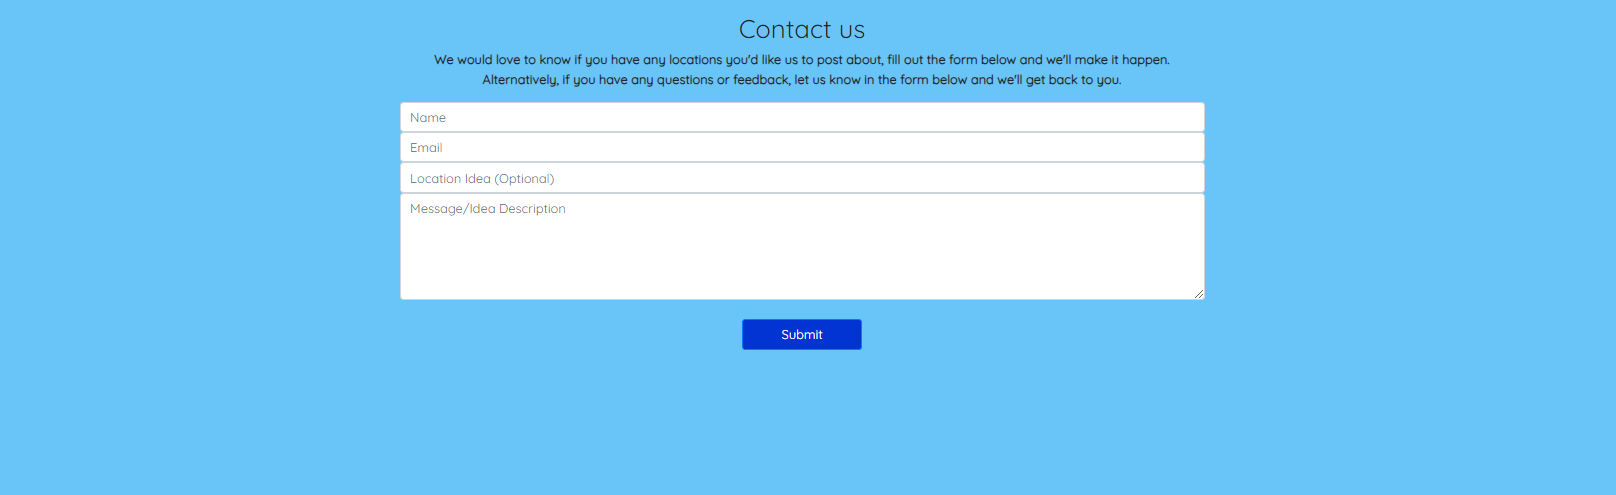 Contact us
We would love to know if you have any locations you'd like us to post about, fill out the form below and we'll make it happen.
Alternatively, if you have any questions or feedback, let us know in the form below and we'll get back to you.
Name
Email
Location Idea (Optional)
Message/Idea Description
Submit